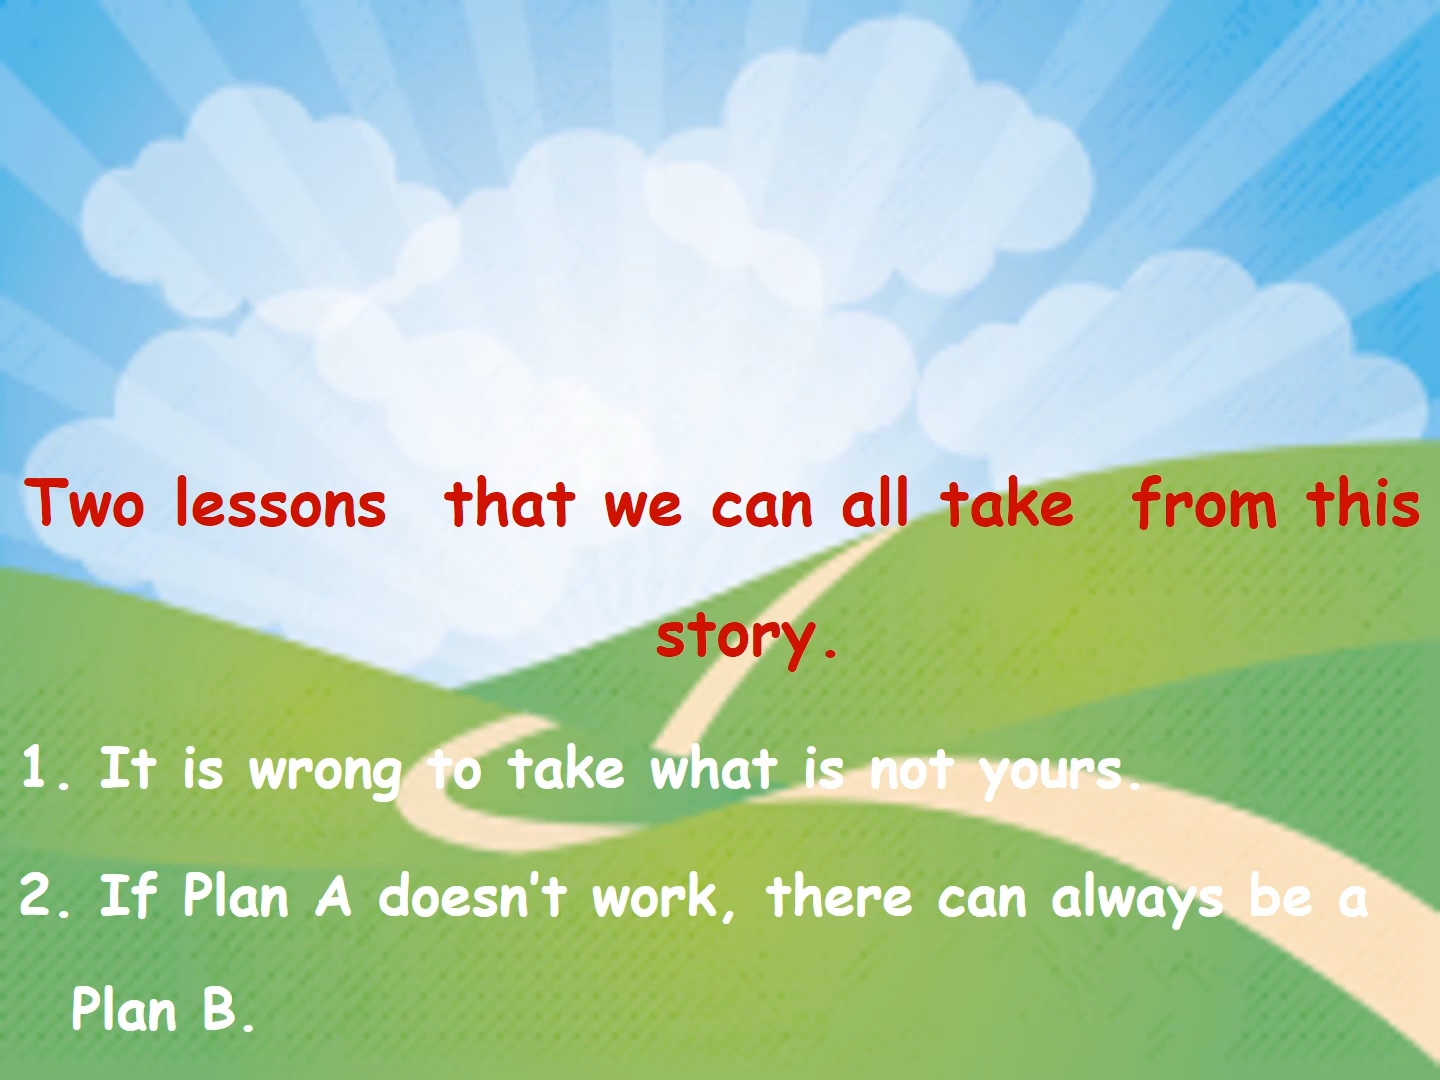 Two lessons  that we can all take  from this
story.
1. It is wrong to take what is not yours.
2. If Plan A doesn't work, there can always be a
Plan B.